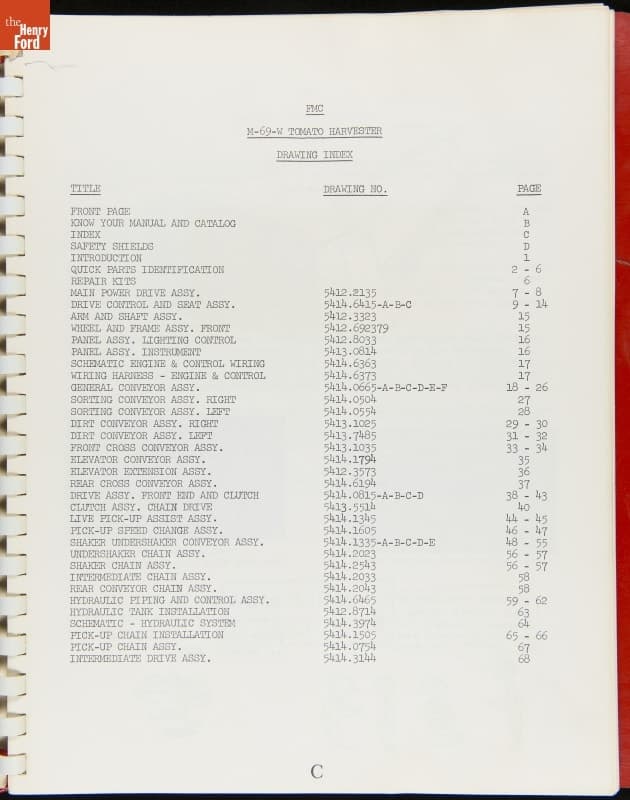 the
Henry
Ford
FMC
M-69-W TOMATO HARVESTER
DRAWING INDEX
TITLE DRAWING NO. PAGE
FRONT PAGE A
KNOW YOUR MANUAL AND CATALOG B
INDEX C
SAFETY SHIELDS D
INTRODUCTION 1
QUICK PARTS IDENTIFICATION 2 - 6
REPAIR KITS 6
MAIN POWER DRIVE ASSY. 5412.2135 7 - 8
DRIVE CONTROL AND SEAT ASSY. 5414.6415-A-B-C 9 - 14
ARM AND SHAFT ASSY. 5412.3323 15
WHEEL AND FRAME ASSY. FRONT 5412.692379 15
PANEL ASSY. LIGHTING CONTROL 5412.8033 16
PANEL ASSY. INSTRUMENT 5413.0814 16
SCHEMATIC ENGINE & CONTROL WIRING 5414.6363 17
WIRING HARNESS - ENGINE & CONTROL 5414.6373 17
GENERAL CONVEYOR ASSY. 5414.0665-A-B-C-D-E-F 18 - 26
SORTING CONVEYOR ASSY. RIGHT 5414.0504 27
SORTING CONVEYOR ASSY. LEFT 5414.0554 28
DIRT CONVEYOR ASSY. RIGHT 5413.1025 29 - 30
DIRT CONVEYOR ASSY. LEFT 5413.7485 31 - 32
FRONT CROSS CONVEYOR ASSY. 5413.1035 33 - 34
ELEVATOR CONVEYOR ASSY. 5414.1794 35
ELEVATOR EXTENSION ASSY. 5412.3573 36
REAR CROSS CONVEYOR ASSY. 5414.6194 37
DRIVE ASSY. FRONT END AND CLUTCH 5414.0815-A-B-C-D 38 - 43
CLUTCH ASSY. CHAIN DRIVE 5413.5514 40
LIVE PICK-UP ASSIST ASSY. 5414.1345 44 - 45
PICK-UP SPEED CHANGE ASSY. 5414.1605 46 - 47
SHAKER UNDERSHAKER CONVEYOR ASSY. 5414.1335-A-B-C-D-E 48 - 55
UNDERSHAKER CHAIN ASSY. 5414.2023 56 - 57
SHAKER CHAIN ASSY. 5414.2543 56 - 57
INTERMEDIATE CHAIN ASSY. 5414.2033 58
REAR CONVEYOR CHAIN ASSY. 5414.2043 58
HYDRAULIC PIPING AND CONTROL ASSY. 5414.6465 59 - 62
HYDRAULIC TANK INSTALLATION 5412.8714 63
SCHEMATIC - HYDRAULIC SYSTEM 5414.3974 64
PICK-UP CHAIN INSTALLATION 5414.1505 65 - 66
PICK-UP CHAIN ASSY. 5414.0754 67
INTERMEDIATE DRIVE ASSY. 5414.3144 68
C